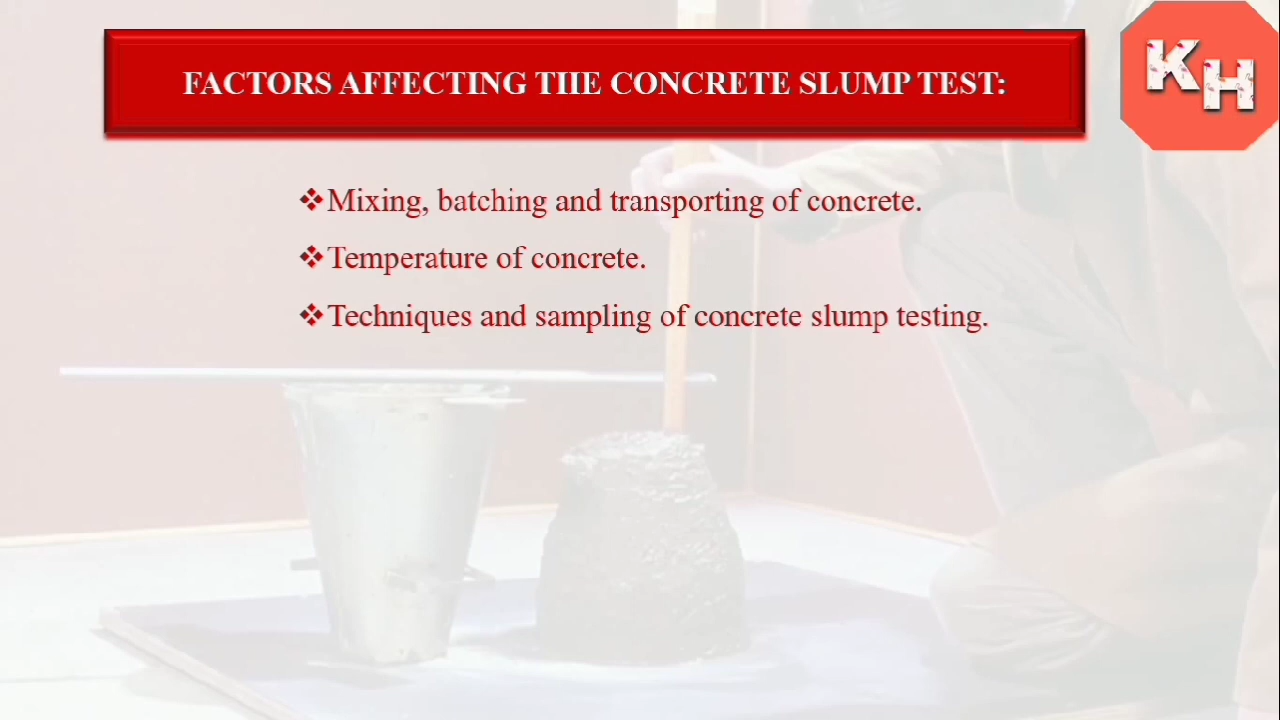 FACTORS AFFECTING THE CONCRETE SLUMP TEST:
KH
❖Mixing, batching and transporting of concrete.
❖Temperature of concrete.
❖Techniques and sampling of concrete slump testing.